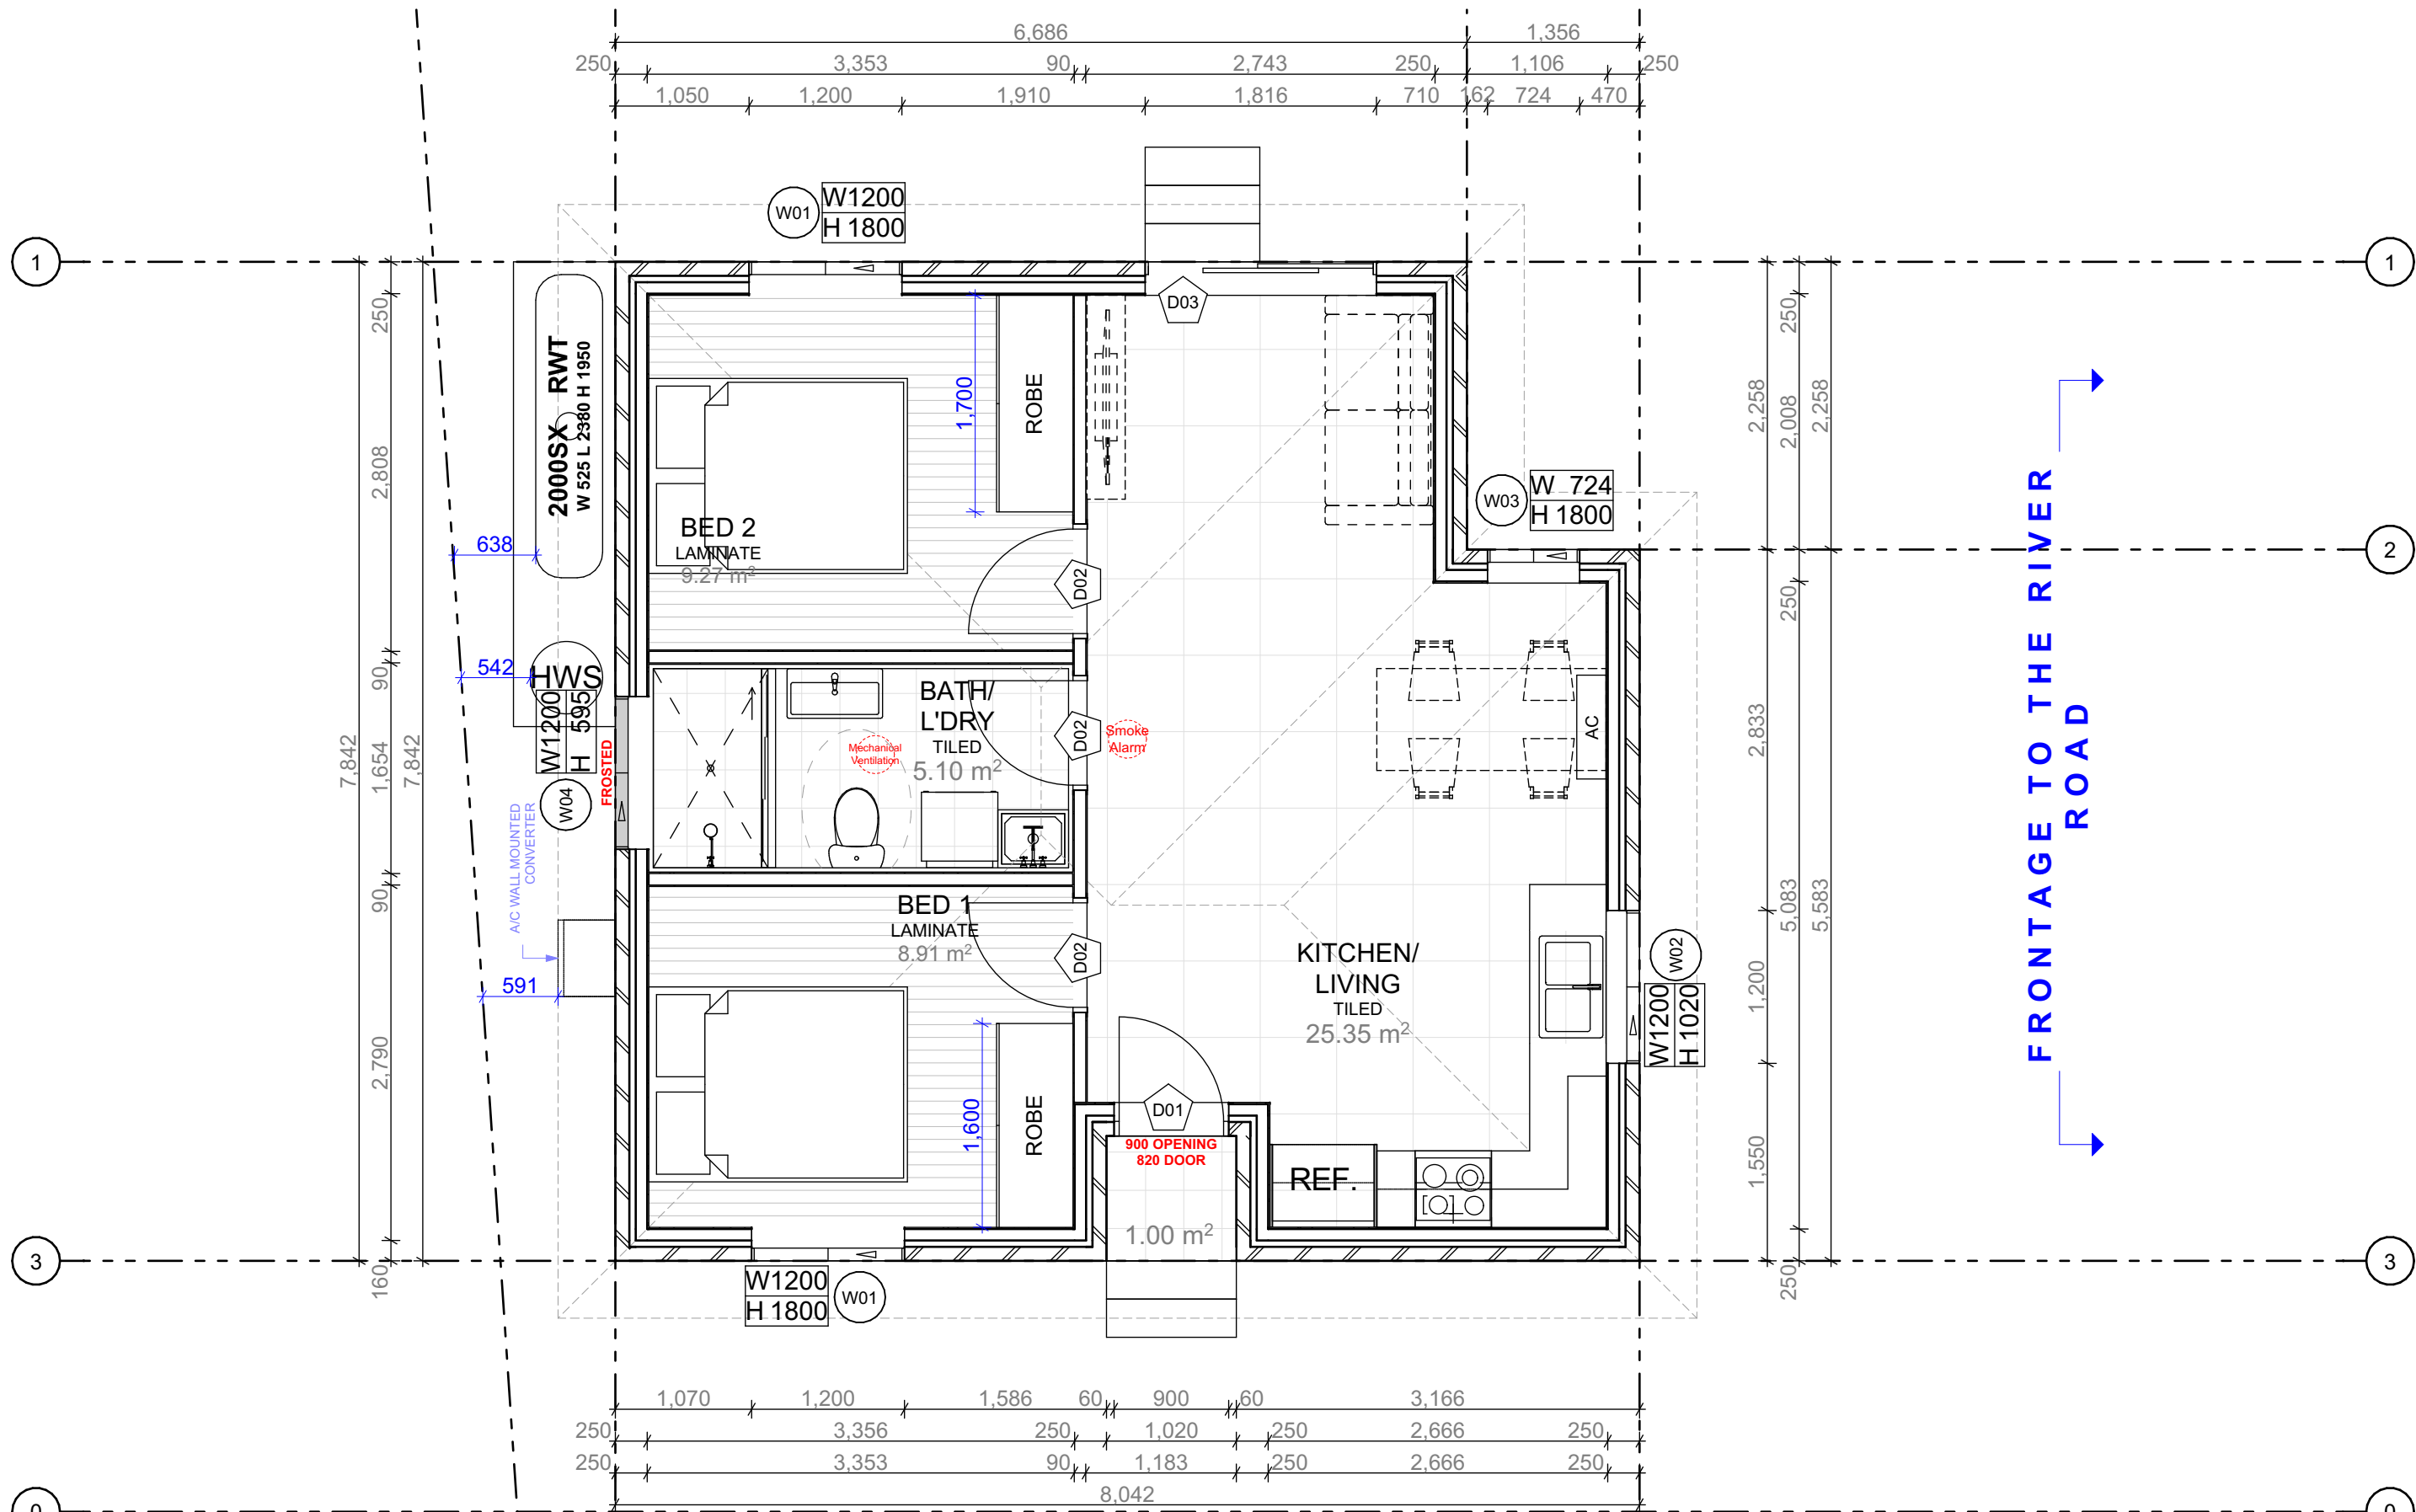 6,686
1,356
250
3,353
90
2,743
250
1,106
250
1,050
1,200
1,910
1,816
710
162
724
470
W01
W1200
H 1800
1
1
D03
250
2,808
90
1,654
90
2,790
160
7,842
7,842
2000SX RWT
W 525 L 2380 H 1950
638
542
HWS
W1200
H 595
FROSTED
W04
A/C WALL MOUNTED
CONVERTER
591
1,700
ROBE
BED 2
LAMINATE
9.27 m²
D02
W03
W 724
H 1800
2
BATH/
L'DRY
TILED
5.10 m²
Mechanical
Ventilation
D02
Smoke
Alarm
AC
BED 1
LAMINATE
8.91 m²
D02
1,600
ROBE
KITCHEN/
LIVING
TILED
25.35 m²
W02
W1200
H 1020
D01
900 OPENING
820 DOOR
REF.
1.00 m²
2,258
250
2,008
2,258
250
2,833
5,083
5,583
1,200
1,550
250
FRONTAGE TO THE RIVER
ROAD
3
3
W1200
H 1800
W01
1,070
1,200
1,586
60
900
60
3,166
250
3,356
250
1,020
250
2,666
250
250
3,353
90
1,183
250
2,666
250
8,042